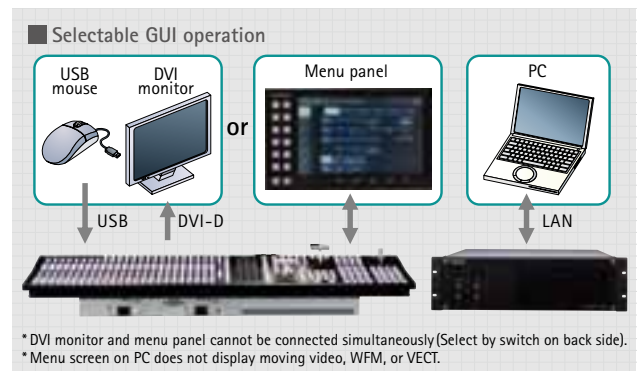 Selectable GUI operation
USB
mouse
DVI
monitor
or
Menu panel
PC
USB
DVI-D
LAN
* DVI monitor and menu panel cannot be connected simultaneously (Select by switch on back side).
* Menu screen on PC does not display moving video, WFM, or VECT.